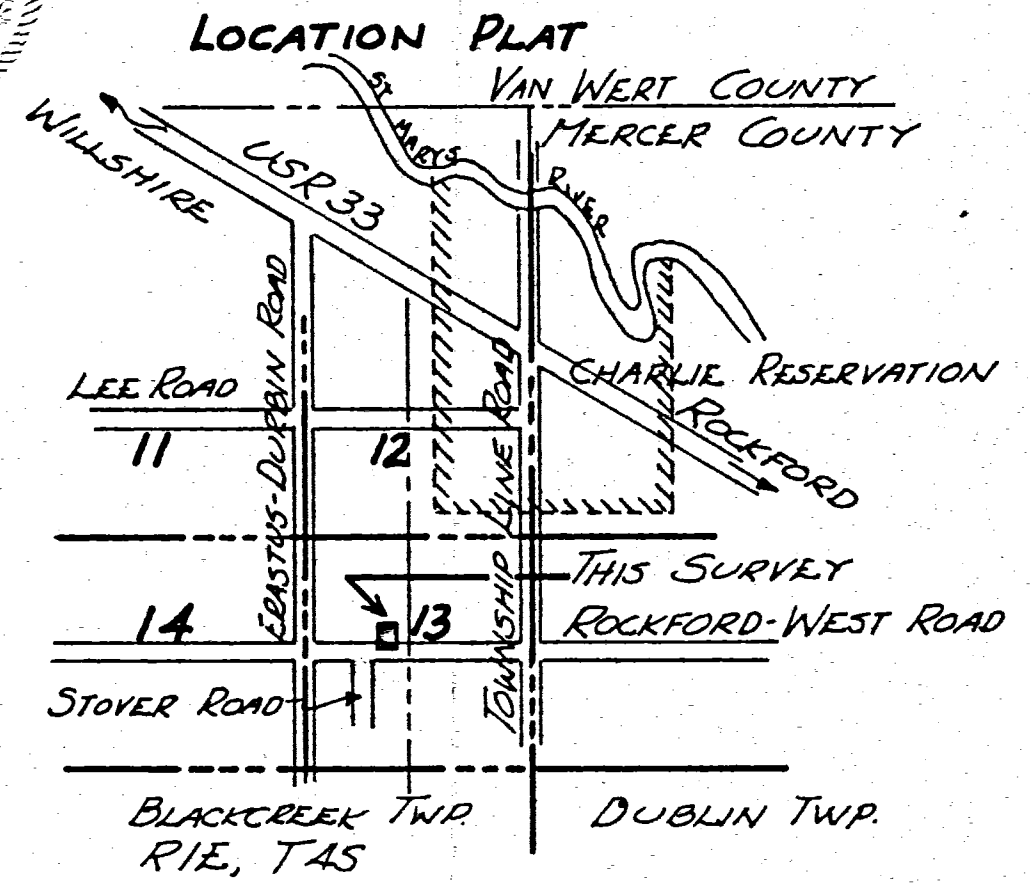 LOCATION PLAT
VAN WERT COUNTY
MERCER COUNTY
WILLSHIRE
USR 33
ST. MARYS RIVER
ERASTUS-DURBIN ROAD
LEE ROAD
CHARLIE RESERVATION
ROCKFORD
11
12
TOWNSHIP LINE ROAD
THIS SURVEY
14
13
ROCKFORD-WEST ROAD
STOVER ROAD
BLACKCREEK TWP.
DUBLIN TWP.
R1E, T4S